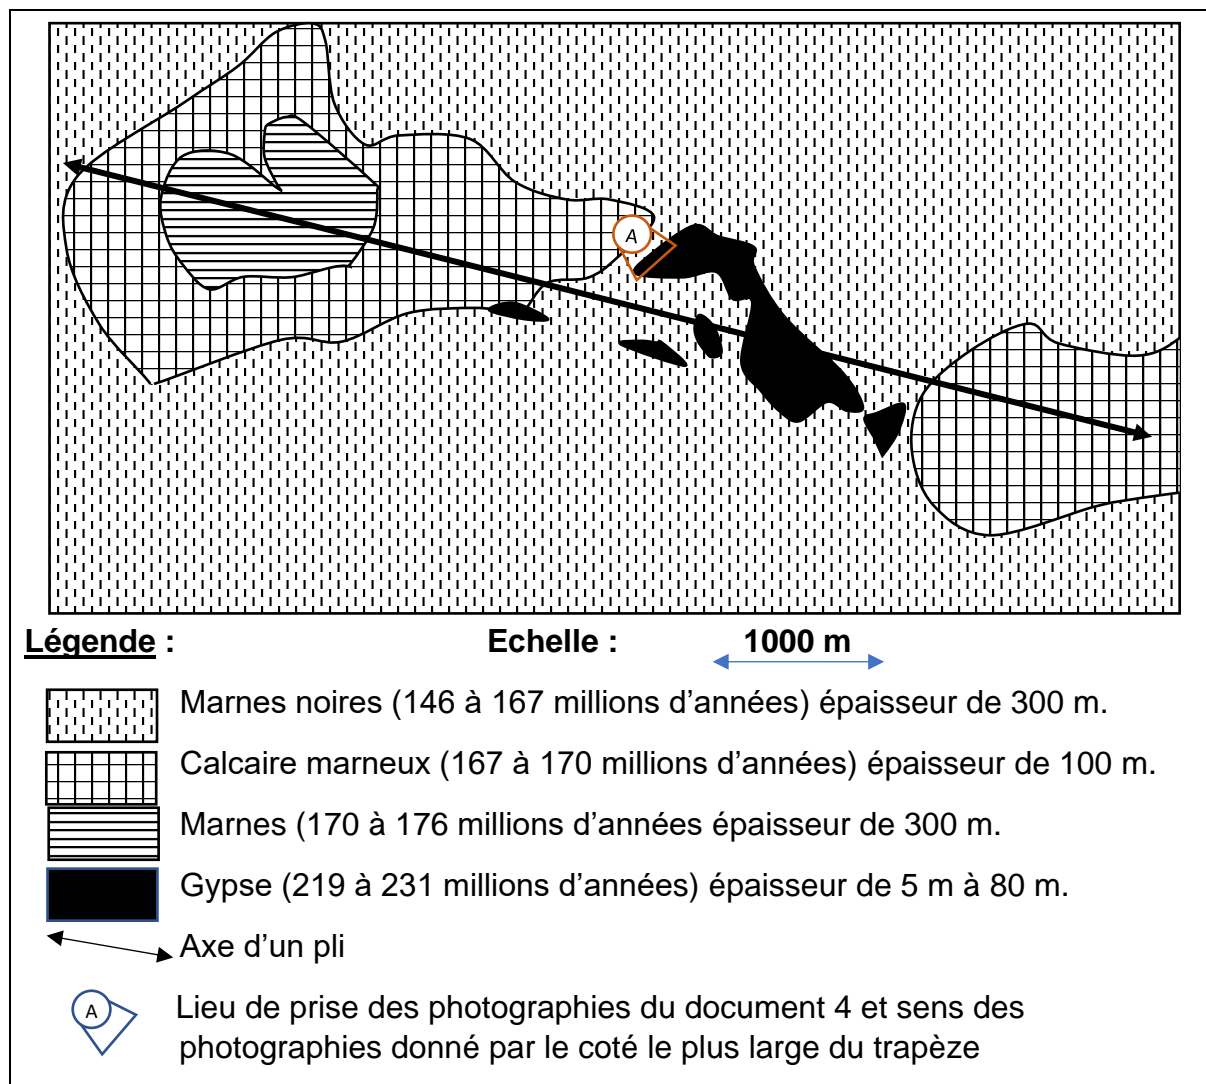 A
Légende :
Echelle :
1000 m
Marnes noires (146 à 167 millions d'années) épaisseur de 300 m.
Calcaire marneux (167 à 170 millions d'années) épaisseur de 100 m.
Marnes (170 à 176 millions d'années épaisseur de 300 m.
Gypse (219 à 231 millions d'années) épaisseur de 5 m à 80 m.
Axe d'un pli
A
Lieu de prise des photographies du document 4 et sens des
photographies donné par le coté le plus large du trapèze